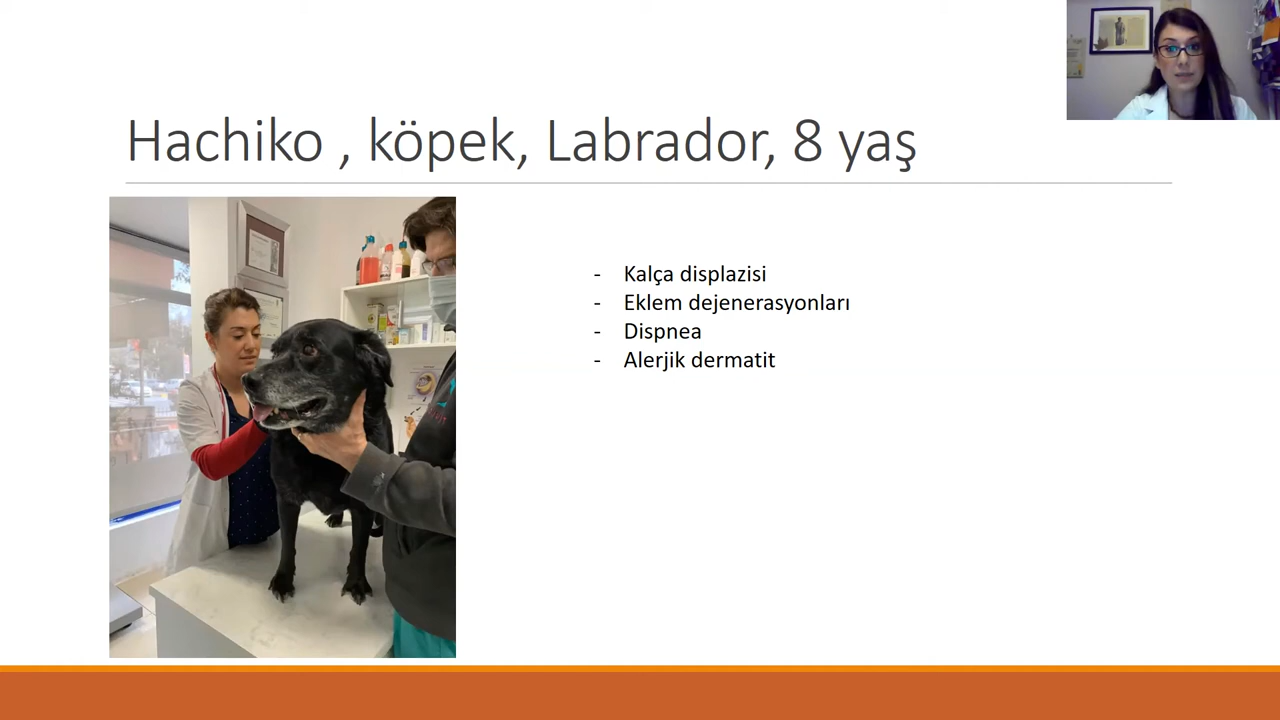 Hachiko , köpek, Labrador, 8 yaş
- Kalça displazisi
- Eklem dejenerasyonları
- Dispnea
- Alerjik dermatit